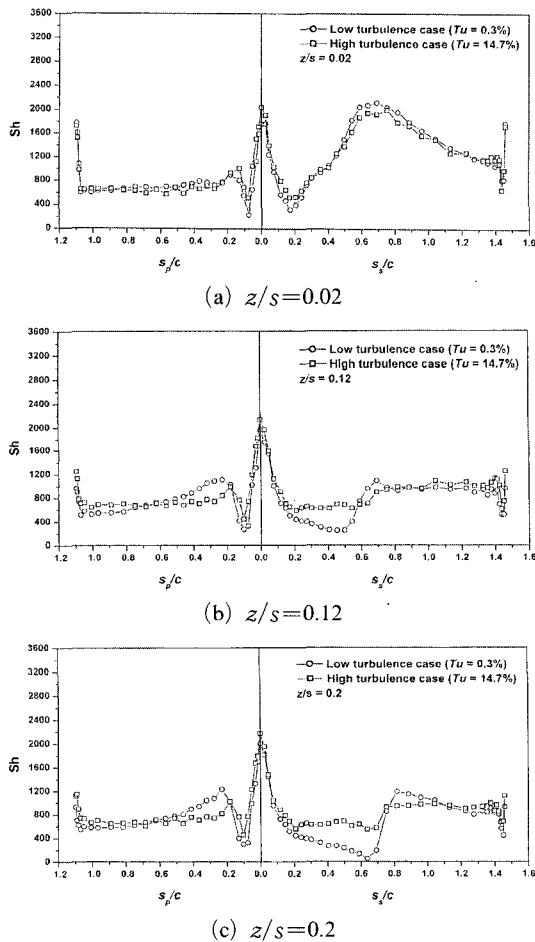 3600
3200
2800
2400
2000
1600
1200
800
400
0
Sh
Low turbulence case (Tu = 0.3%)
High turbulence case (Tu = 14.7%)
z/s = 0.02
1.2 1.0 0.8 0.6 0.4 0.2 0.0 0.2 0.4 0.6 0.8 1.0 1.2 1.4 1.6
sp/c ss/c
(a) z/s=0.02
3600
3200
2800
2400
2000
1600
1200
800
400
0
Sh
Low turbulence case (Tu = 0.3%)
High turbulence case (Tu = 14.7%)
z/s = 0.12
1.2 1.0 0.8 0.6 0.4 0.2 0.0 0.2 0.4 0.6 0.8 1.0 1.2 1.4 1.6
sp/c ss/c
(b) z/s=0.12
3600
3200
2800
2400
2000
1600
1200
800
400
0
Sh
Low turbulence case (Tu = 0.3%)
High turbulence case (Tu = 14.7%)
z/s = 0.2
1.2 1.0 0.8 0.6 0.4 0.2 0.0 0.2 0.4 0.6 0.8 1.0 1.2 1.4 1.6
sp/c ss/c
(c) z/s=0.2